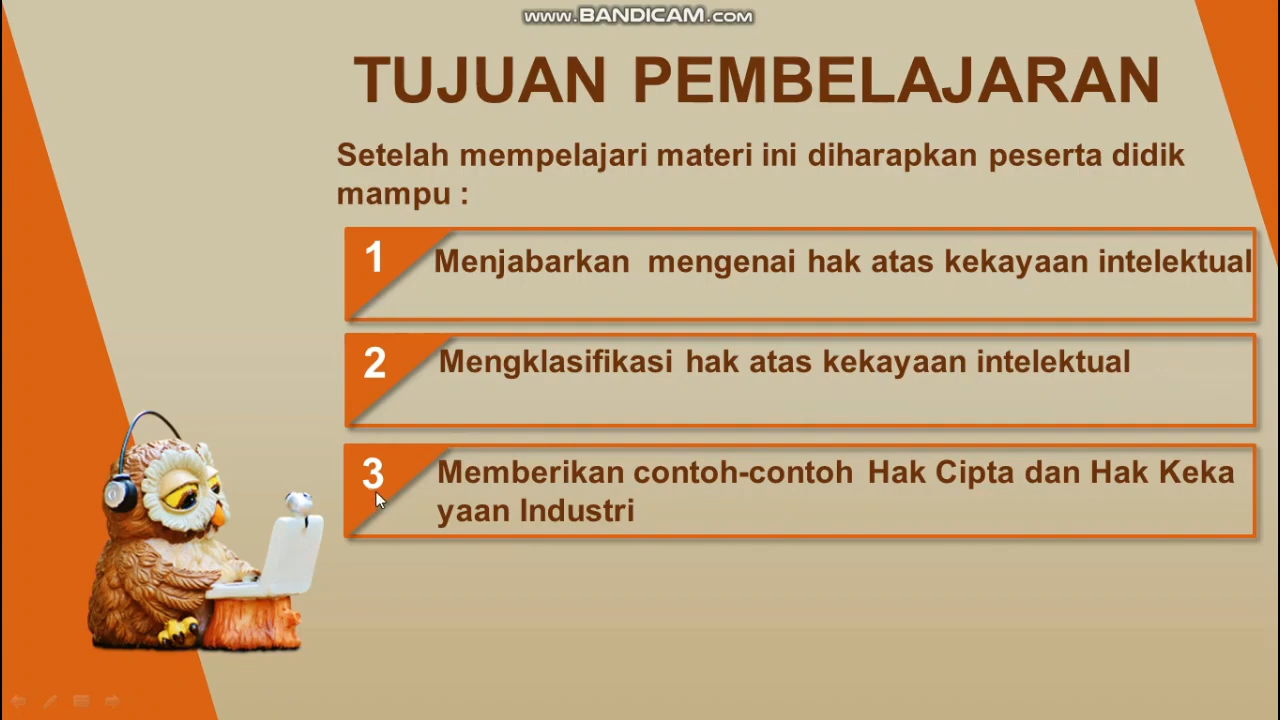 www.BANDICAM.com
TUJUAN PEMBELAJARAN
Setelah mempelajari materi ini diharapkan peserta didik
mampu :
1
Menjabarkan mengenai hak atas kekayaan intelektual
2
Mengklasifikasi hak atas kekayaan intelektual
3
Memberikan contoh-contoh Hak Cipta dan Hak Keka
yaan Industri